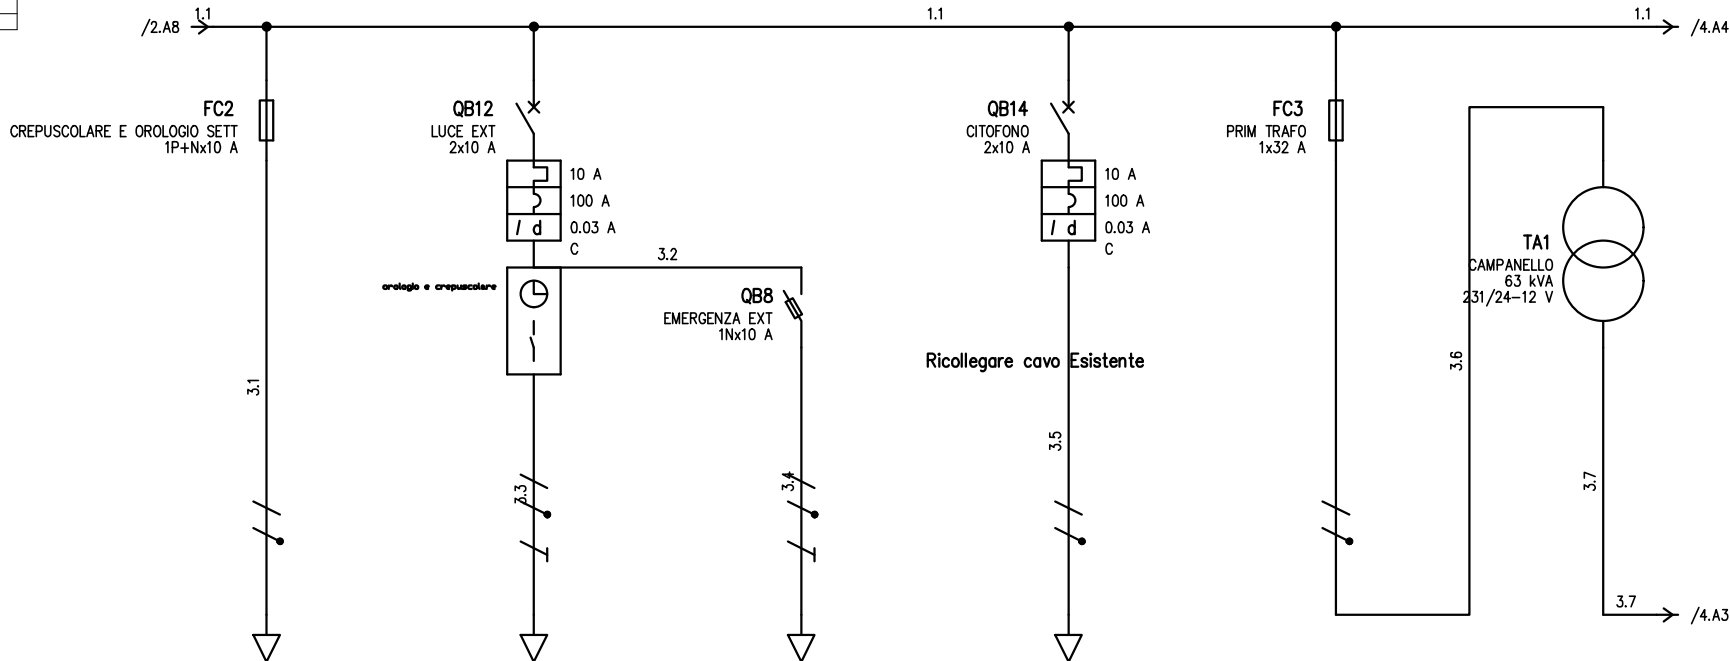 1.1
1.1
1.1
/2.A8
/4.A4
FC2
CREPUSCOLARE E OROLOGIO SETT
1P+Nx10 A
QB12
LUCE EXT
2x10 A
10 A
100 A
I d
0.03 A
C
QB14
CITOFONO
2x10 A
10 A
100 A
I d
0.03 A
C
FC3
PRIM TRAFO
1x32 A
TA1
CAMPANELLO
63 kVA
231/24-12 V
3.2
orologio e crepuscolare
QB8
EMERGENZA EXT
1Nx10 A
Ricollegare cavo Esistente
3.1
3.3
3.4
3.5
3.6
3.7
3.7
/4.A3